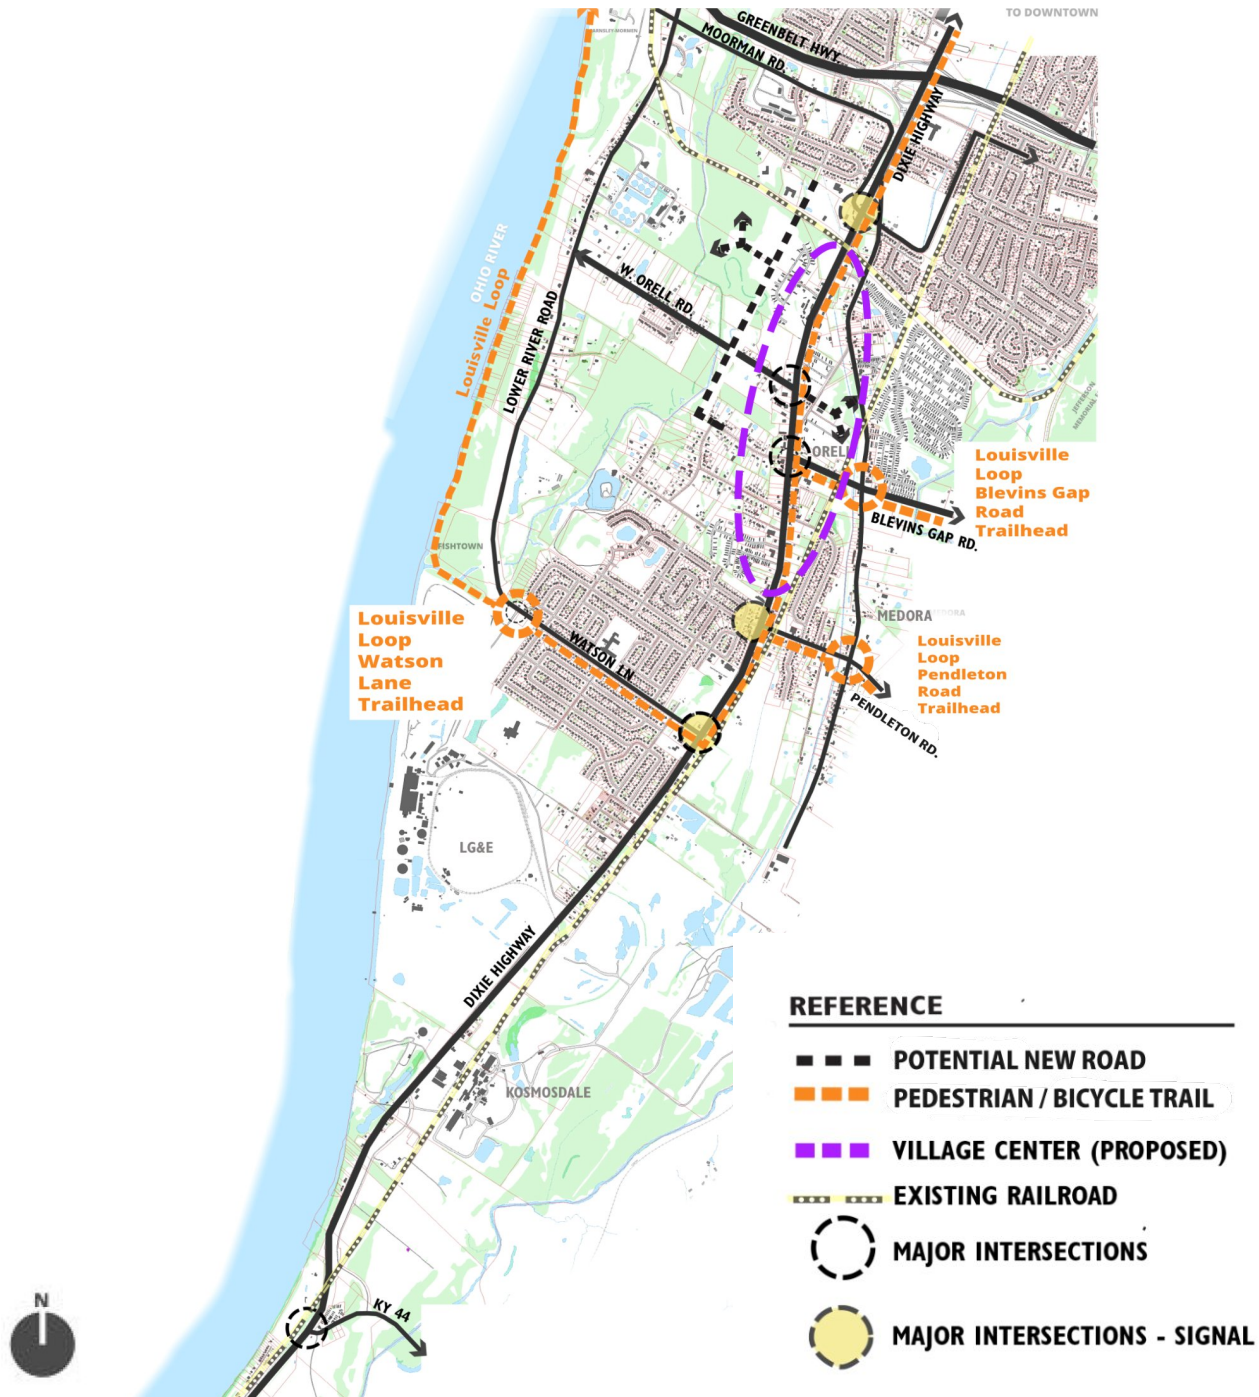 TO DOWNTOWN
GREENBELT HWY.
MOORMAN RD.
DIXIE HIGHWAY
OHIO RIVER
Louisville Loop
LOWER RIVER ROAD
W. ORELL RD.
JEFFERSON
MEMORIAL
ORELL
Louisville
Loop
Blevins Gap
Road
Trailhead
BLEVINS GAP RD.
FISHTOWN
Louisville
Loop
Watson
Lane
Trailhead
WATSON LN
MEDORA
Louisville
Loop
Pendleton
Road
Trailhead
PENDLETON RD.
LG&E
DIXIE HIGHWAY
KOSMOSDALE
KY 44
N
REFERENCE
POTENTIAL NEW ROAD
PEDESTRIAN / BICYCLE TRAIL
VILLAGE CENTER (PROPOSED)
EXISTING RAILROAD
MAJOR INTERSECTIONS
MAJOR INTERSECTIONS - SIGNAL